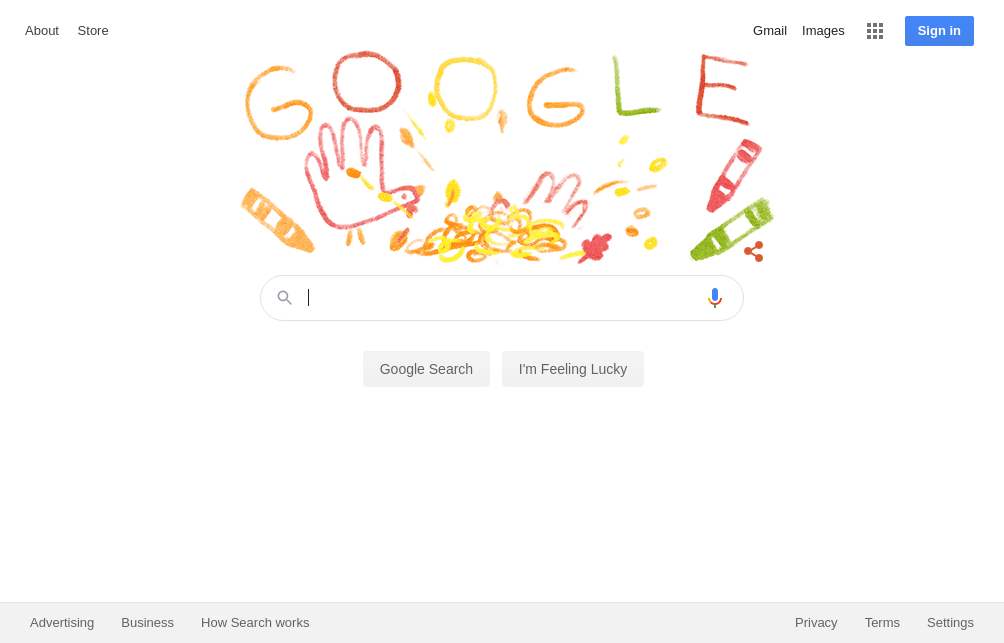 About Store
Gmail Images Sign in
GOOGLE
Google Search I'm Feeling Lucky
Advertising Business How Search works
Privacy Terms Settings